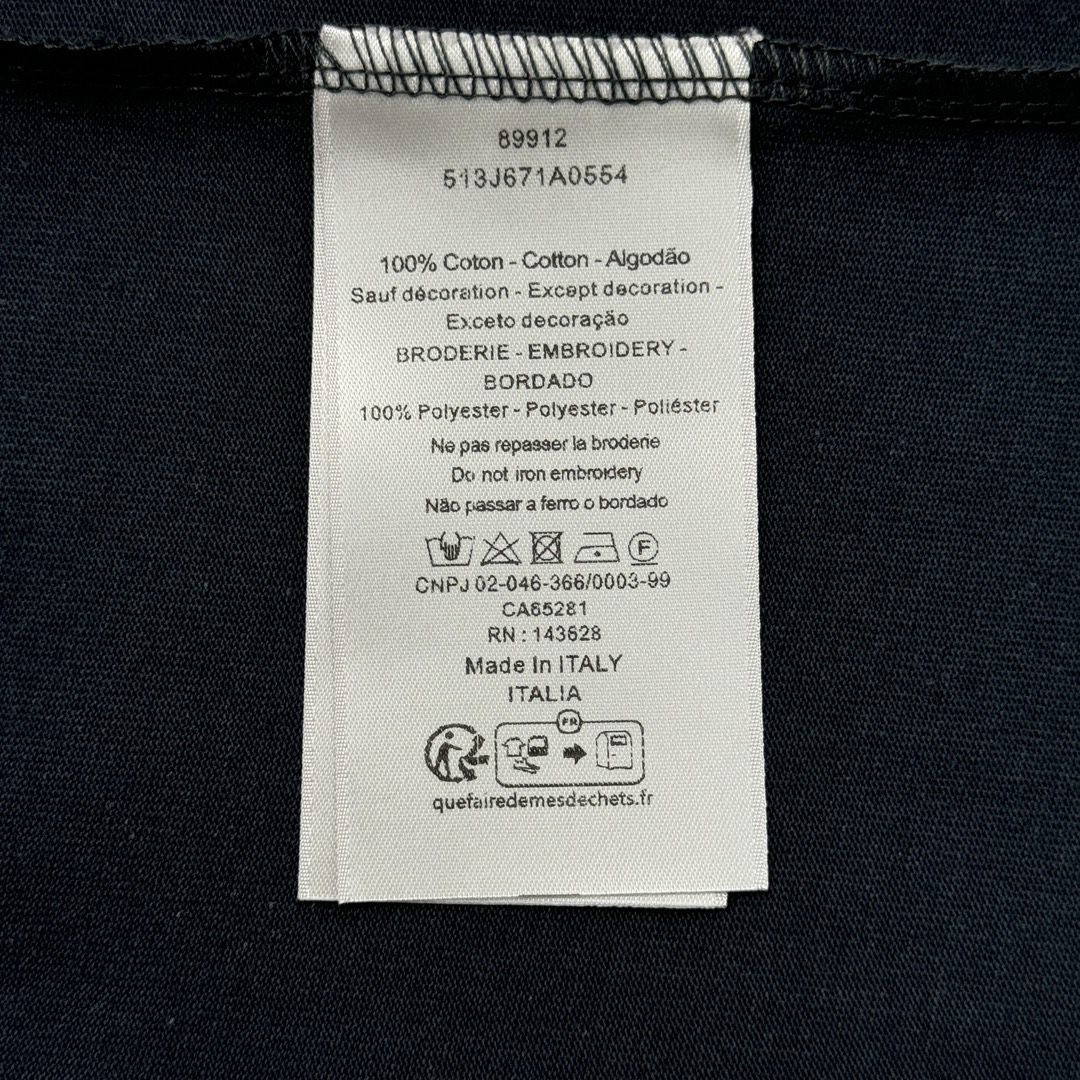 89912
513J671A0554
100% Coton - Cotton - Algodão
Sauf décoration - Except decoration -
Exceto decoração
BRODERIE - EMBROIDERY -
BORDADO
100% Polyester - Polyester - Poliéster
Ne pas repasser la broderie
Do not iron embroidery
Não passar a ferro o bordado
F
CNPJ 02-046-366/0003-99
CA65281
RN : 143628
Made In ITALY
ITALIA
FR
quefairedemesdechets.fr